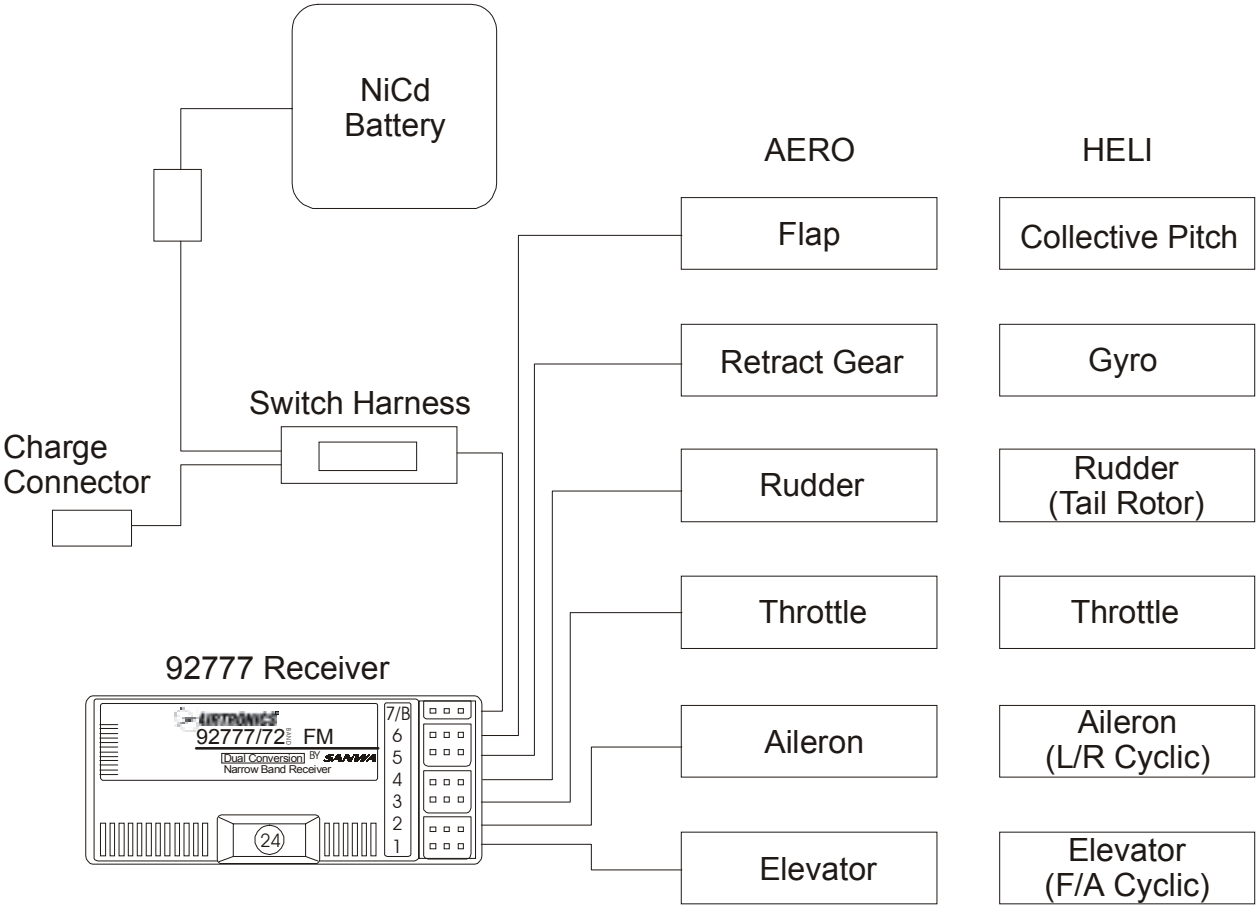 NiCd
Battery
AERO
HELI
Flap
Collective Pitch
Retract Gear
Gyro
Switch Harness
Charge
Connector
Rudder
Rudder
(Tail Rotor)
Throttle
Throttle
92777 Receiver
AIRTRONICS
92777/72 BAND FM
Dual Conversion BY SANWA
Narrow Band Receiver
7/B
6
5
4
3
2
1
24
Aileron
Aileron
(L/R Cyclic)
Elevator
Elevator
(F/A Cyclic)